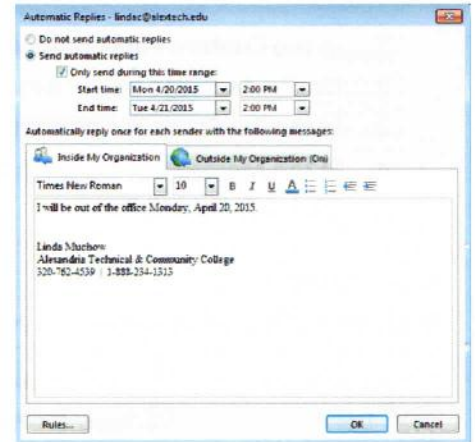 Automatic Replies - lindac@alextech.edu
Do not send automatic replies
Send automatic replies
Only send during this time range:
Start time: Mon 4/20/2015 2:00 PM
End time: Tue 4/21/2015 2:00 PM
Automatically reply once for each sender with the following messages:
Inside My Organization Outside My Organization (On)
Times New Roman 10 B I U A
I will be out of the office Monday, April 20, 2015.
Linda Muchow
Alexandria Technical & Community College
320-762-4539 | 1-888-234-1313
Rules... OK Cancel